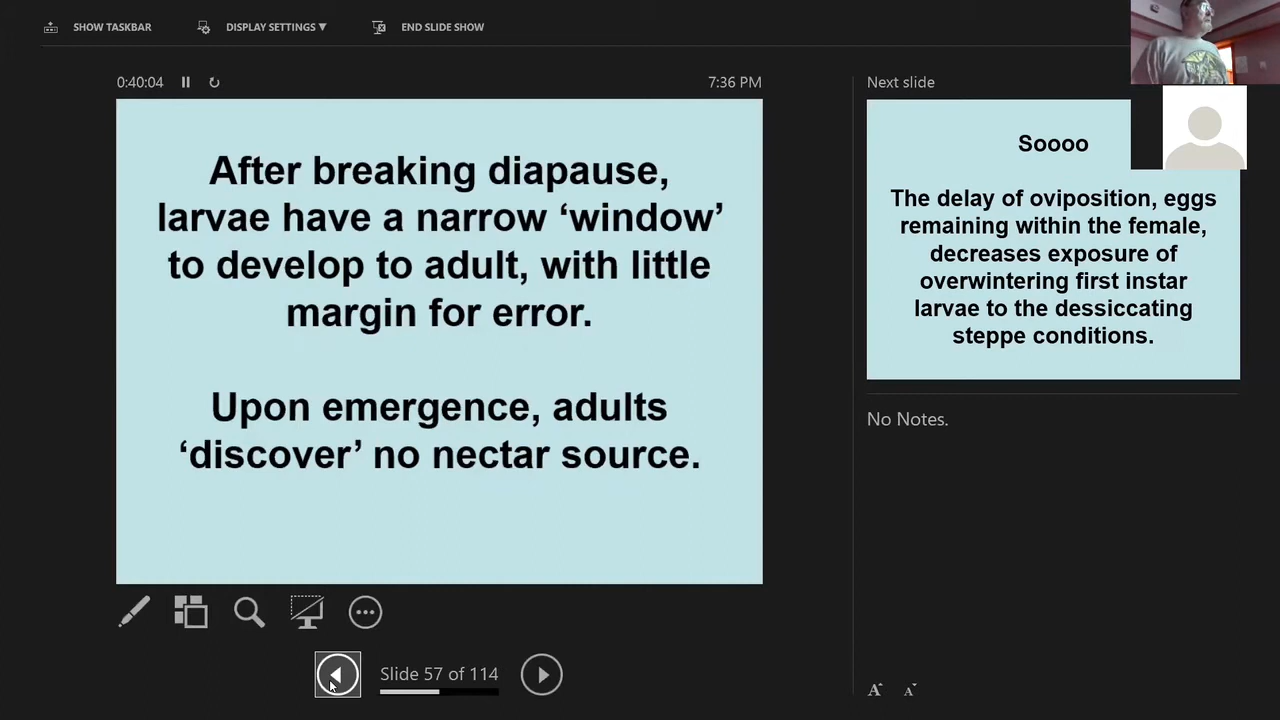 SHOW TASKBAR
DISPLAY SETTINGS ▼
END SLIDE SHOW
0:40:04
7:36 PM
After breaking diapause,
larvae have a narrow ‘window’
to develop to adult, with little
margin for error.
Upon emergence, adults
‘discover’ no nectar source.
Slide 57 of 114
Next slide
Soooo
The delay of oviposition, eggs
remaining within the female,
decreases exposure of
overwintering first instar
larvae to the dessiccating
steppe conditions.
No Notes.
A A